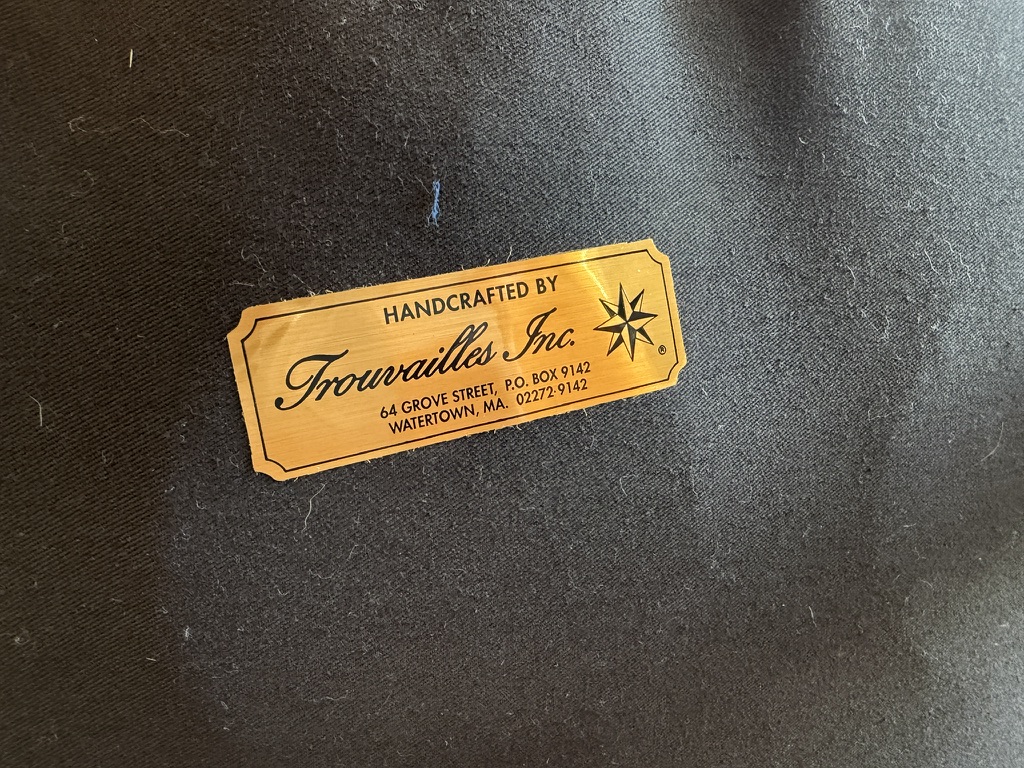 HANDCRAFTED BY
Trouvailles Inc.
®
64 GROVE STREET, P.O. BOX 9142
WATERTOWN, MA. 02272-9142